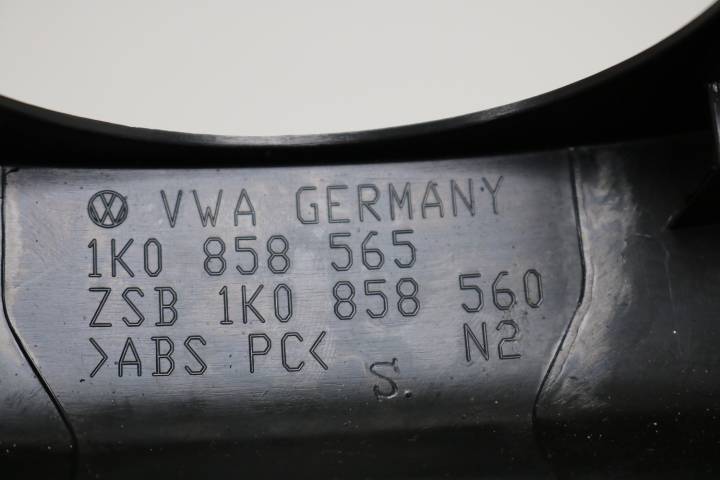 VWA GERMANY
1K0 858 565
ZSB 1K0 858 560
>ABS PC< N2
S.